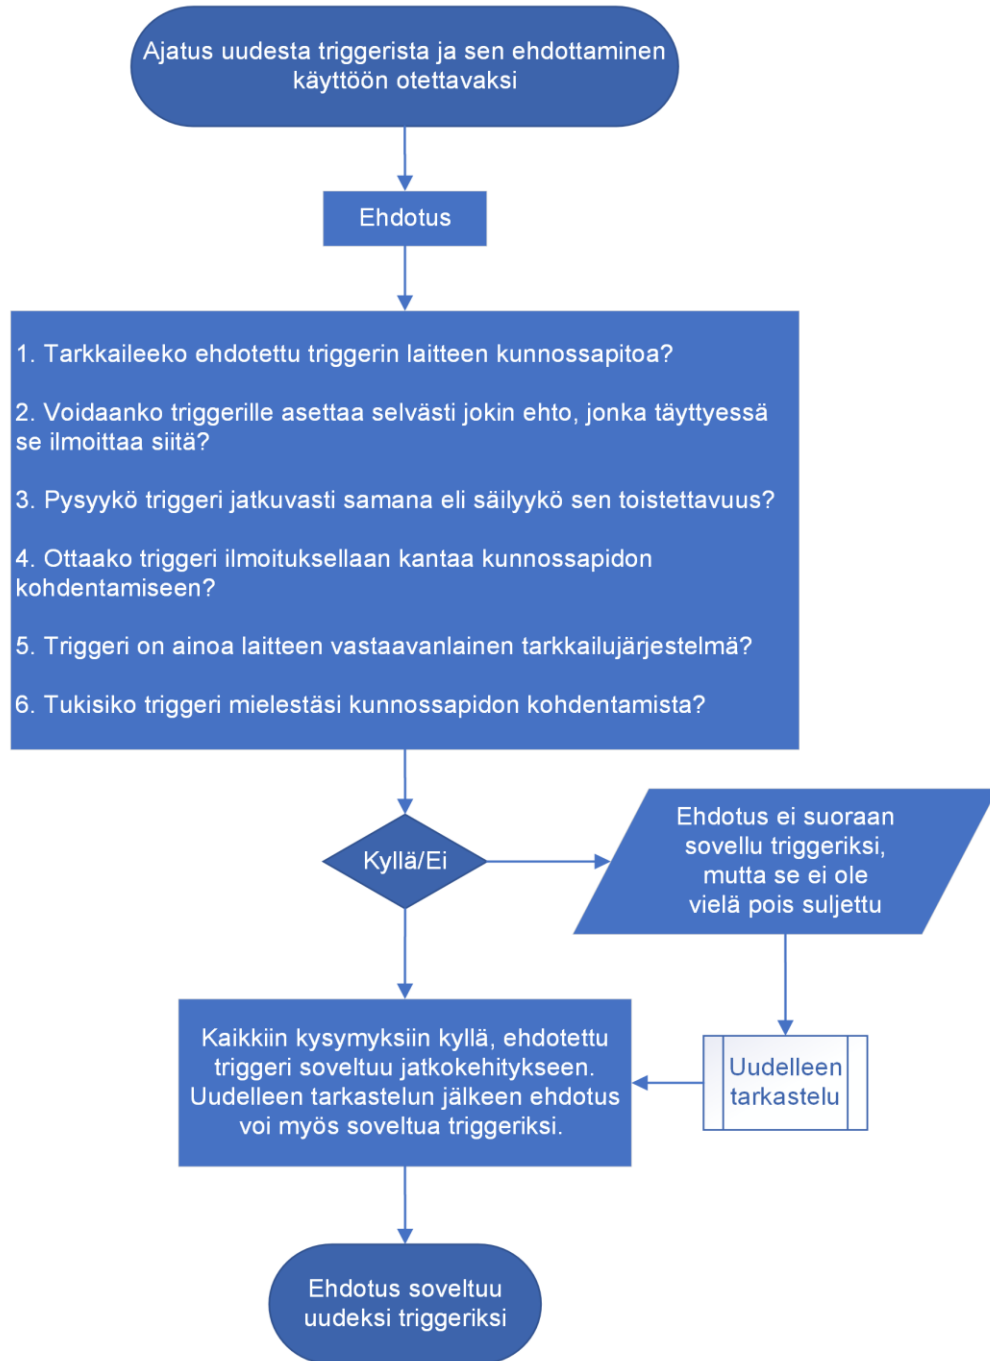 Ajatus uudesta triggerista ja sen ehdottaminen
käyttöön otettavaksi
Ehdotus
1. Tarkkaileeko ehdotettu triggerin laitteen kunnossapitoa?
2. Voidaanko triggerille asettaa selvästi jokin ehto, jonka täyttyessä
se ilmoittaa siitä?
3. Pysyykö triggeri jatkuvasti samana eli säilyykö sen toistettavuus?
4. Ottaako triggeri ilmoituksellaan kantaa kunnossapidon
kohdentamiseen?
5. Triggeri on ainoa laitteen vastaavanlainen tarkkailujärjestelmä?
6. Tukisiko triggeri mielestäsi kunnossapidon kohdentamista?
Kyllä/Ei
Ehdotus ei suoraan
sovellu triggeriksi,
mutta se ei ole
vielä pois suljettu
Uudelleen
tarkastelu
Kaikkiin kysymyksiin kyllä, ehdotettu
triggeri soveltuu jatkokehitykseen.
Uudelleen tarkastelun jälkeen ehdotus
voi myös soveltua triggeriksi.
Ehdotus soveltuu
uudeksi triggeriksi